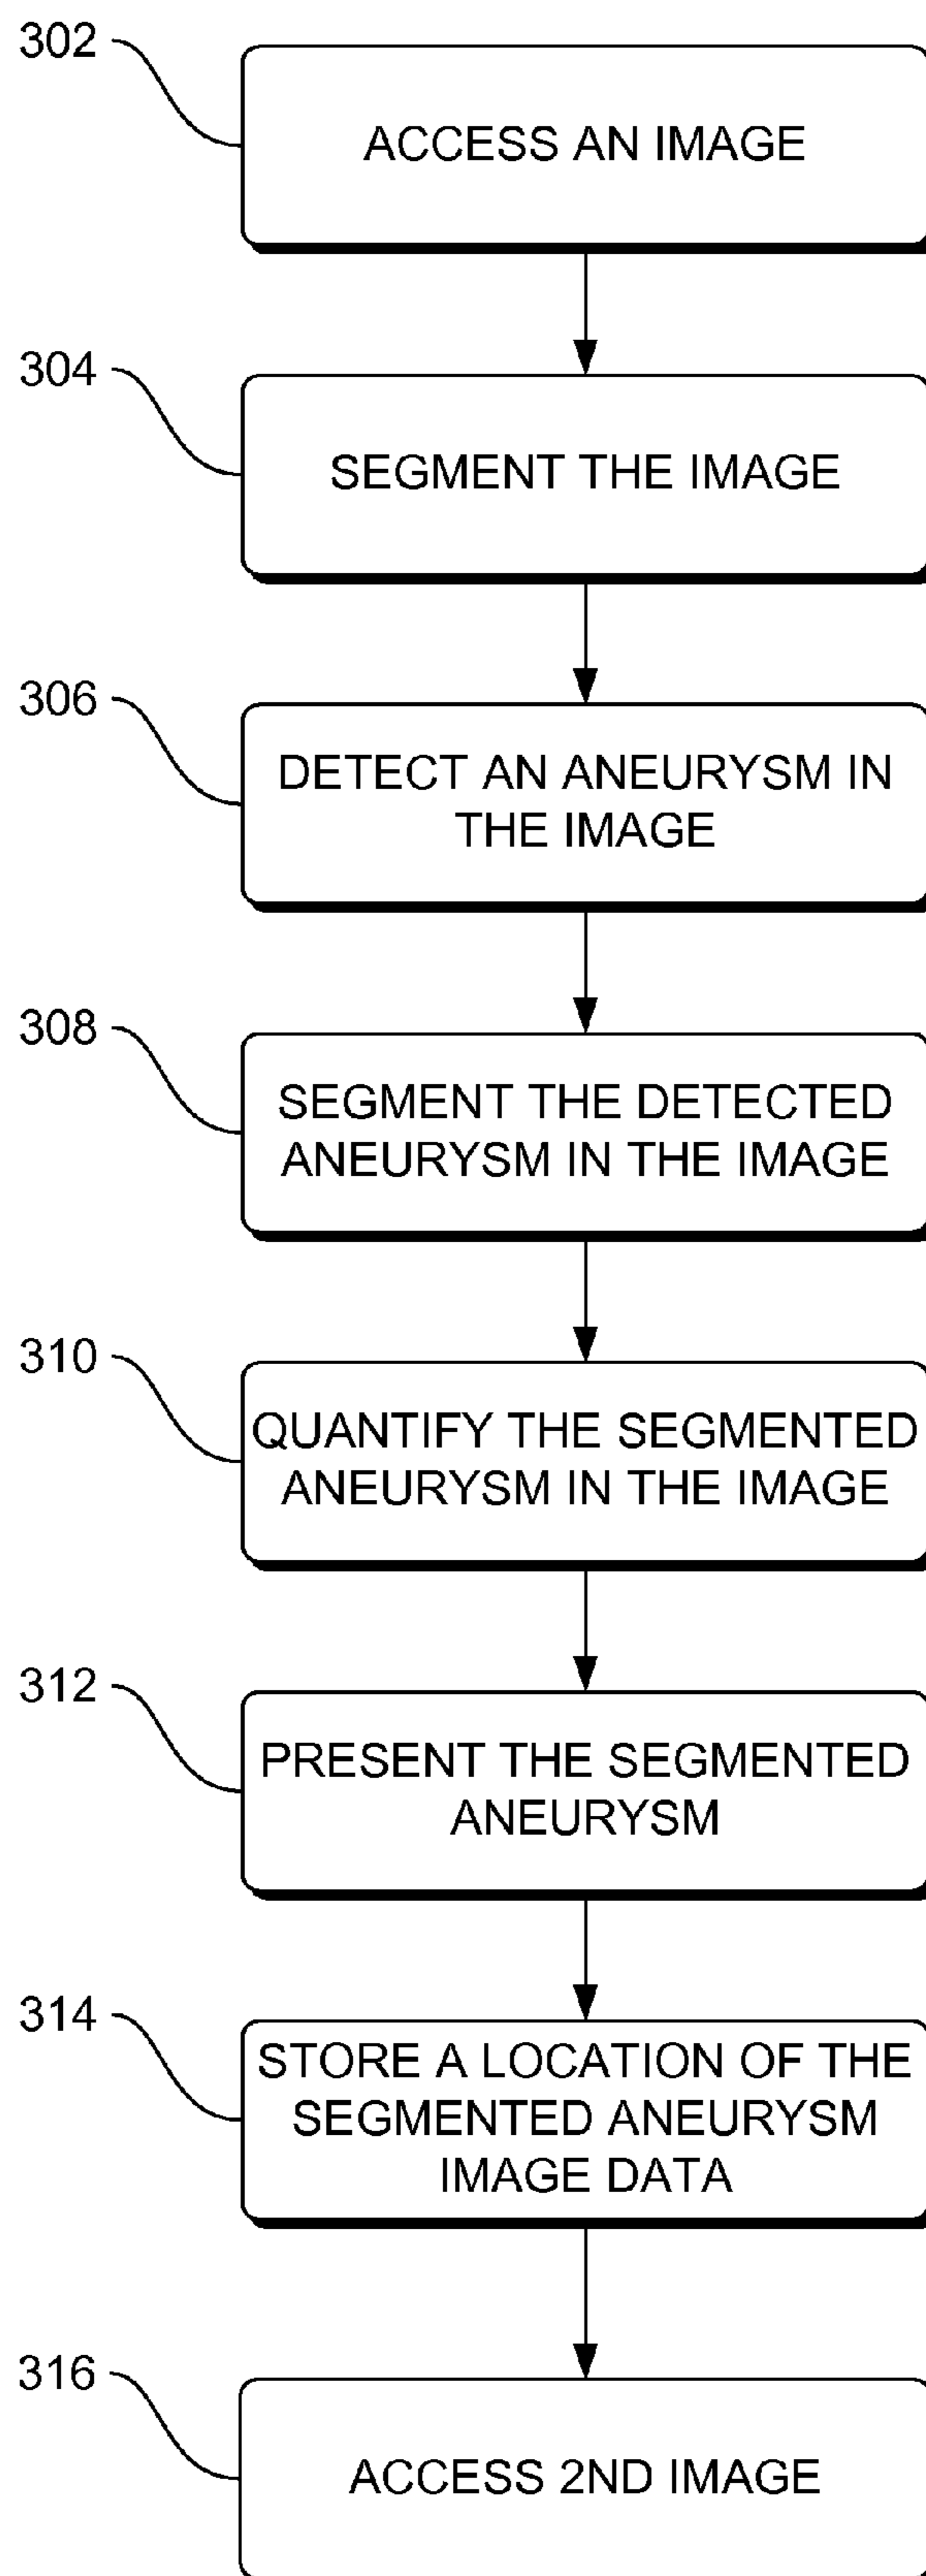 302
ACCESS AN IMAGE
304
SEGMENT THE IMAGE
306
DETECT AN ANEURYSM IN
THE IMAGE
308
SEGMENT THE DETECTED
ANEURYSM IN THE IMAGE
310
QUANTIFY THE SEGMENTED
ANEURYSM IN THE IMAGE
312
PRESENT THE SEGMENTED
ANEURYSM
314
STORE A LOCATION OF THE
SEGMENTED ANEURYSM
IMAGE DATA
316
ACCESS 2ND IMAGE